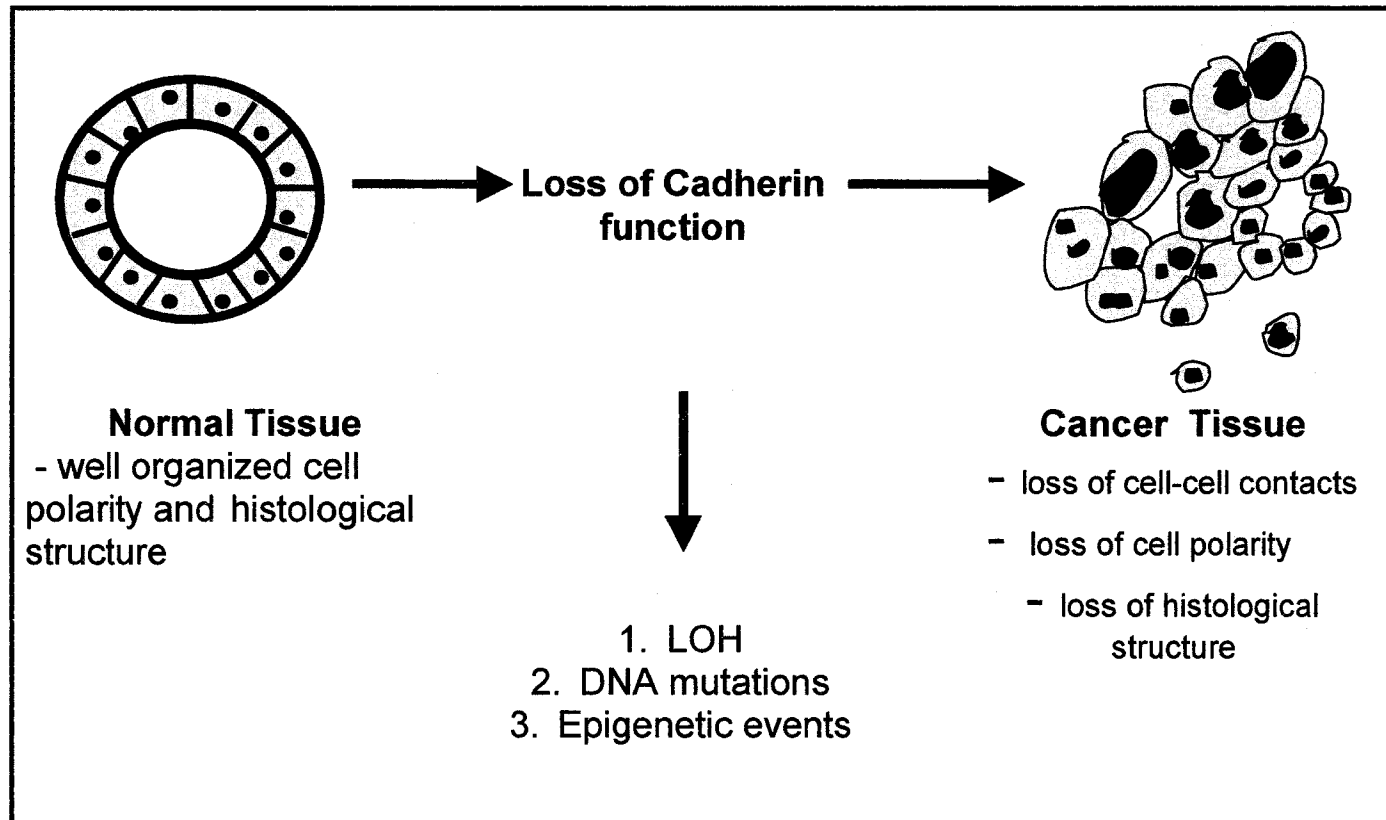 Loss of Cadherin
function
Normal Tissue
- well organized cell
polarity and histological
structure
Cancer Tissue
- loss of cell-cell contacts
- loss of cell polarity
- loss of histological
structure
1. LOH
2. DNA mutations
3. Epigenetic events